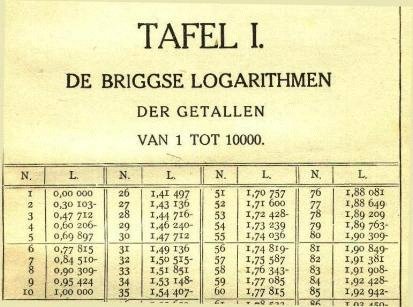 TAFEL I.
DE BRIGGSE LOGARITHMEN
DER GETALLEN
VAN 1 TOT 10000.
N. L. N. L. N. L. N. L.
1 0,00 000 26 1,41 497 51 1,70 757 76 1,88 081
2 0,30 103- 27 1,43 136 52 1,71 600 77 1,88 649
3 0,47 712 28 1,44 716- 53 1,72 428- 78 1,89 209
4 0,60 206- 29 1,46 240- 54 1,73 239 79 1,89 763-
5 0,69 897 30 1,47 712 55 1,74 036 80 1,90 309-
6 0,77 815 31 1,49 136 56 1,74 819- 81 1,90 849-
7 0,84 510- 32 1,50 515- 57 1,75 587 82 1,91 381
8 0,90 309- 33 1,51 851 58 1,76 343- 83 1,91 908-
9 0,95 424 34 1,53 148- 59 1,77 085 84 1,92 428-
10 1,00 000 35 1,54 407- 60 1,77 815 85 1,92 942-